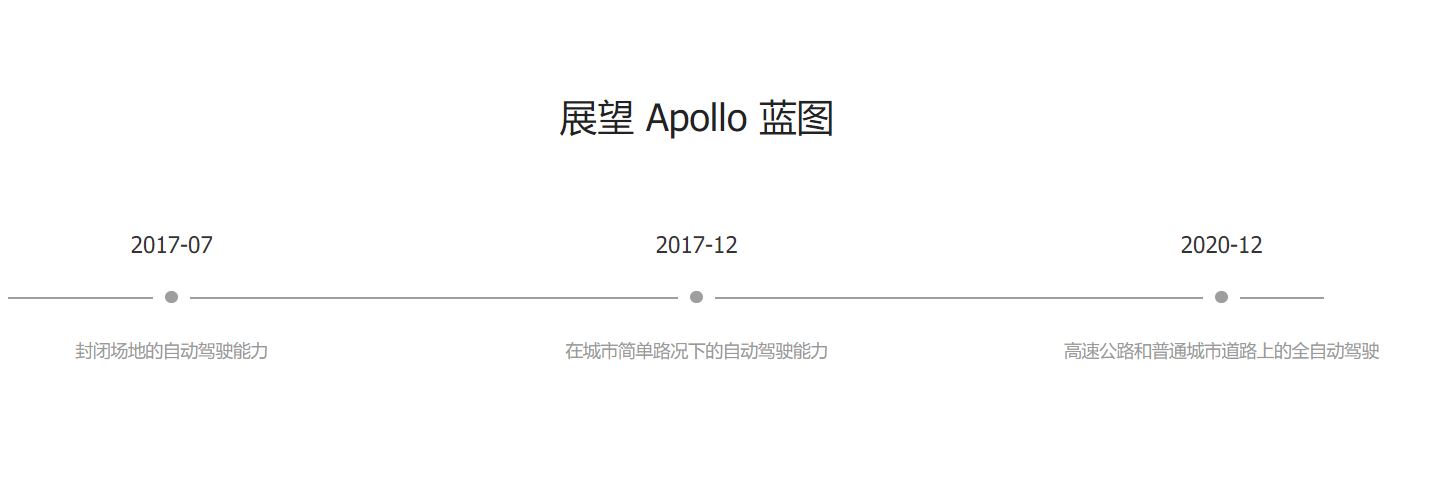 展望 Apollo 蓝图
2017-07
2017-12
2020-12
封闭场地的自动驾驶能力
在城市简单路况下的自动驾驶能力
高速公路和普通城市道路上的全自动驾驶